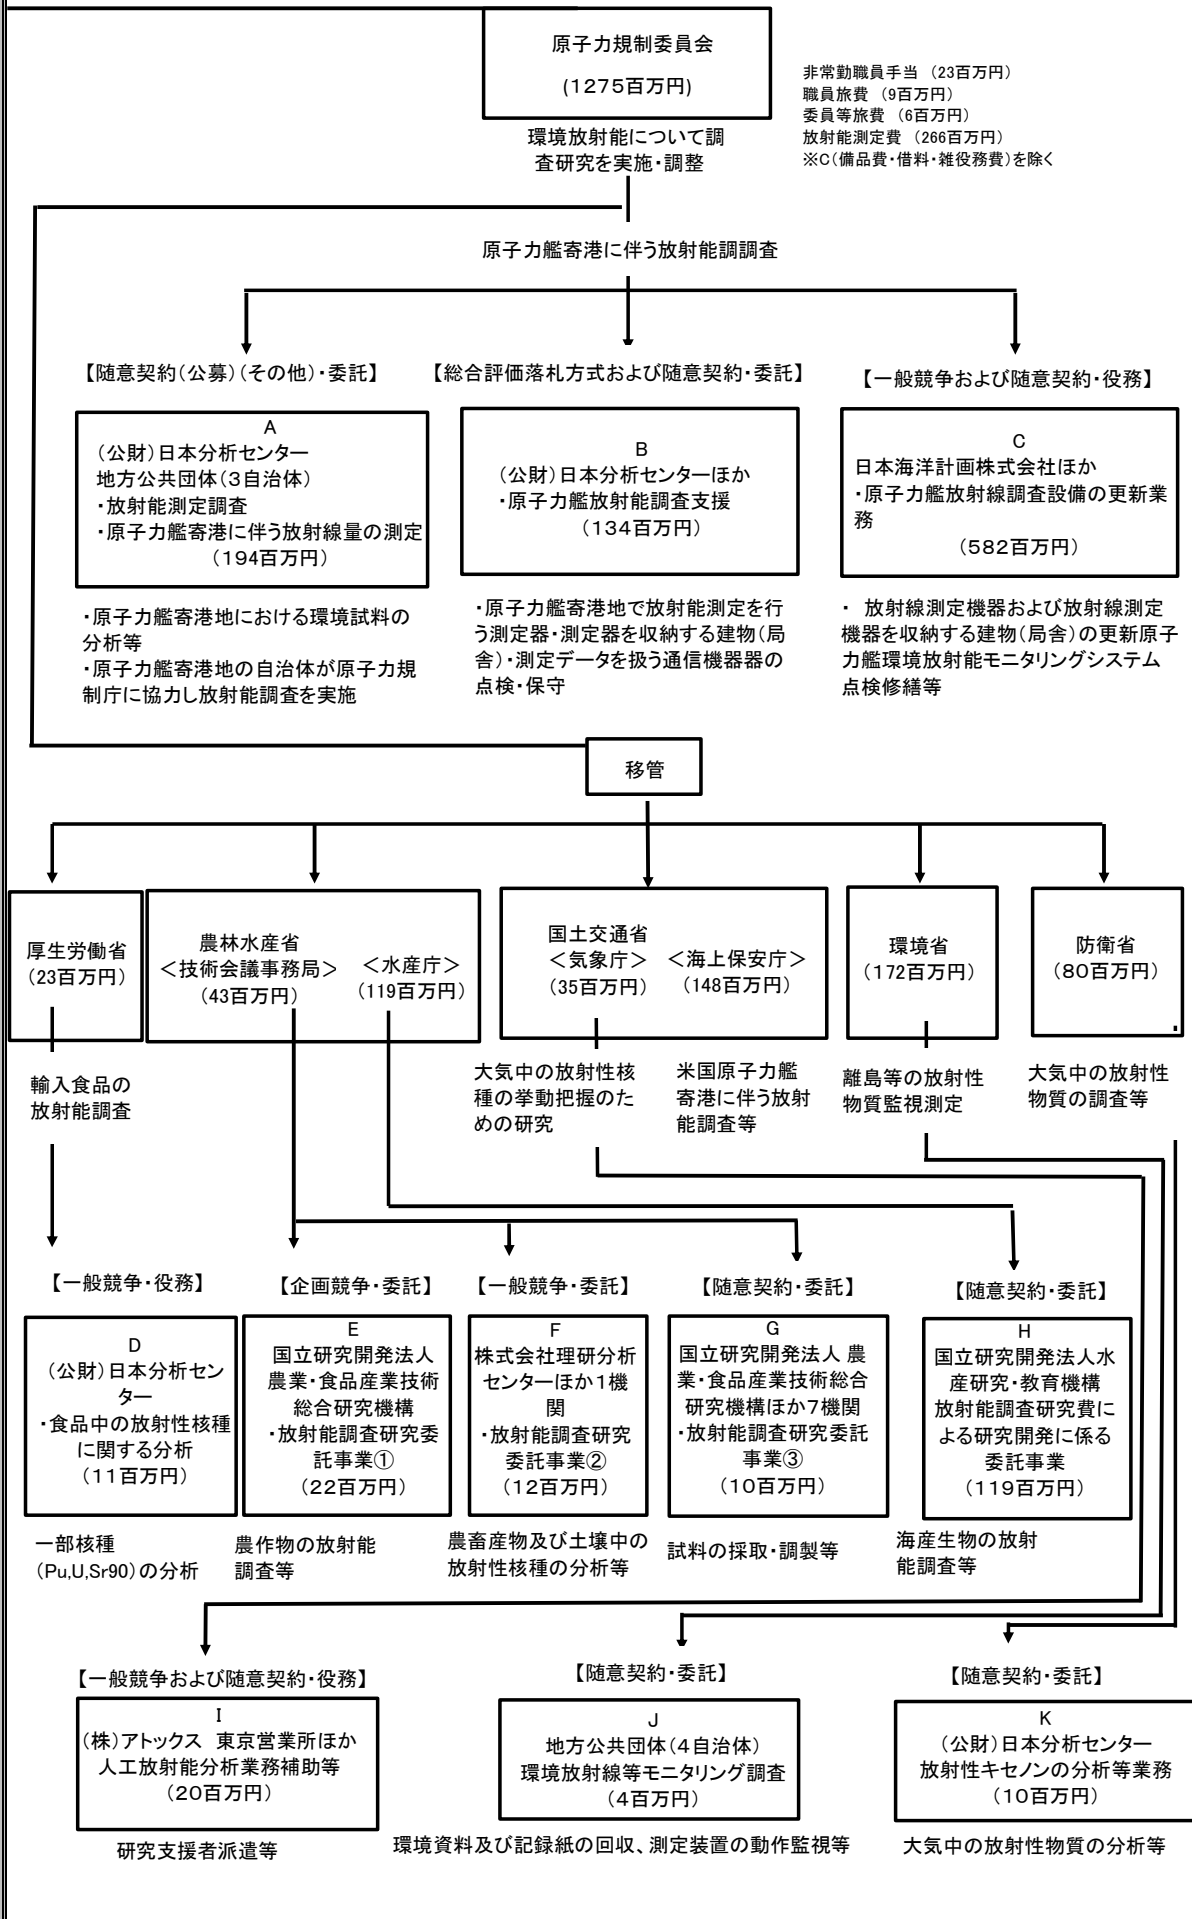 原子力規制委員会
(1275百万円)
非常勤職員手当 (23百万円)
職員旅費 (9百万円)
委員等旅費 (6百万円)
放射能測定費 (266百万円)
※C(備品費・借料・雑役務費)を除く
環境放射能について調
査研究を実施・調整
原子力艦寄港に伴う放射能調調査
【随意契約(公募)(その他)・委託】
【総合評価落札方式および随意契約・委託】
【一般競争および随意契約・役務】
A
(公財)日本分析センター
地方公共団体(3自治体)
・放射能測定調査
・原子力艦寄港に伴う放射線量の測定
(194百万円)
B
(公財)日本分析センターほか
・原子力艦放射能調査支援
(134百万円)
C
日本海洋計画株式会社ほか
・原子力艦放射線調査設備の更新業
務
(582百万円)
・原子力艦寄港地における環境試料の
分析等
・原子力艦寄港地の自治体が原子力規
制庁に協力し放射能調査を実施
・原子力艦寄港地で放射能測定を行
う測定器・測定器を収納する建物(局
舎)・測定データを扱う通信機器器の
点検・保守
・ 放射線測定機器および放射線測定
機器を収納する建物(局舎)の更新原子
力艦環境放射能モニタリングシステム
点検修繕等
移管
厚生労働省
(23百万円)
農林水産省
<技術会議事務局>
(43百万円)
<水産庁>
(119百万円)
国土交通省
<気象庁>
(35百万円)
<海上保安庁>
(148百万円)
環境省
(172百万円)
防衛省
(80百万円)
輸入食品の
放射能調査
大気中の放射性核
種の挙動把握のた
めの研究
米国原子力艦
寄港に伴う放射
能調査等
離島等の放射性
物質監視測定
大気中の放射性
物質の調査等
【一般競争・役務】
【企画競争・委託】
【一般競争・委託】
【随意契約・委託】
【随意契約・委託】
D
(公財)日本分析セン
ター
・食品中の放射性核種
に関する分析
(11百万円)
E
国立研究開発法人
農業・食品産業技術
総合研究機構
・放射能調査研究委
託事業①
(22百万円)
F
株式会社理研分析
センターほか1機
関
・放射能調査研究
委託事業②
(12百万円)
G
国立研究開発法人 農
業・食品産業技術総合
研究機構ほか7機関
・放射能調査研究委託
事業③
(10百万円)
H
国立研究開発法人水
産研究・教育機構
放射能調査研究費に
よる研究開発に係る
委託事業
(119百万円)
一部核種
(Pu,U,Sr90)の分析
農作物の放射能
調査等
農畜産物及び土壌中の
放射性核種の分析等
試料の採取・調製等
海産生物の放射
能調査等
【一般競争および随意契約・役務】
【随意契約・委託】
【随意契約・委託】
I
(株)アトックス 東京営業所ほか
人工放射能分析業務補助等
(20百万円)
J
地方公共団体(4自治体)
環境放射線等モニタリング調査
(4百万円)
K
(公財)日本分析センター
放射性キセノンの分析等業務
(10百万円)
研究支援者派遣等
環境資料及び記録紙の回収、測定装置の動作監視等
大気中の放射性物質の分析等